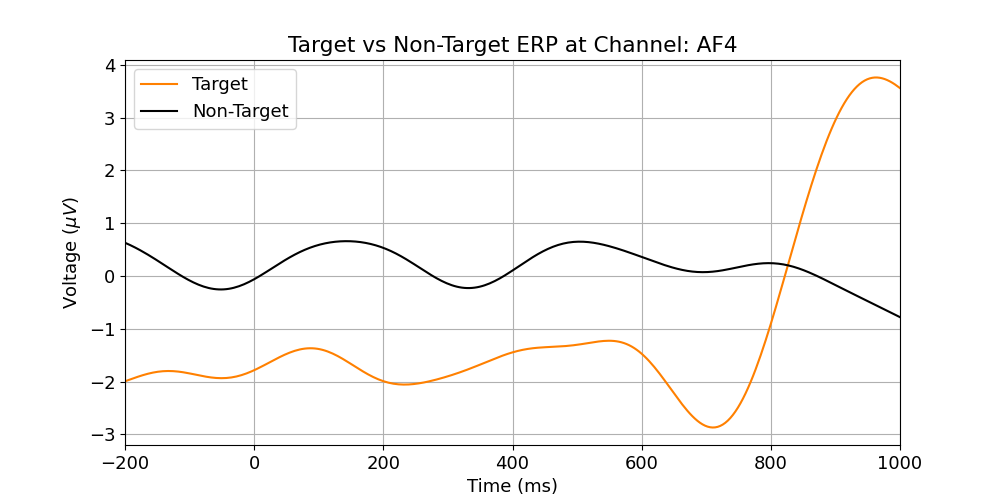 Target vs Non-Target ERP at Channel: AF4
Target
Non-Target
Voltage (μV)
4
3
2
1
0
−1
−2
−3
−200 0 200 400 600 800 1000
Time (ms)